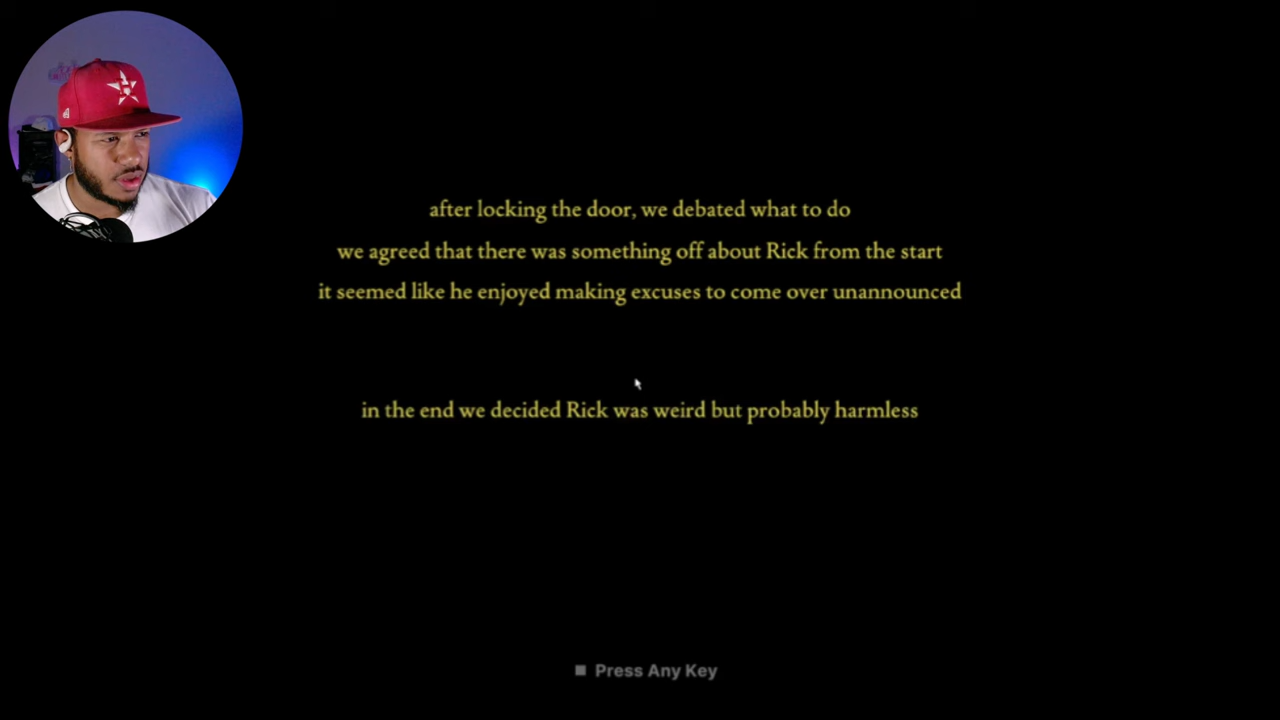 after locking the door, we debated what to do
we agreed that there was something off about Rick from the start
it seemed like he enjoyed making excuses to come over unannounced
in the end we decided Rick was weird but probably harmless
Press Any Key